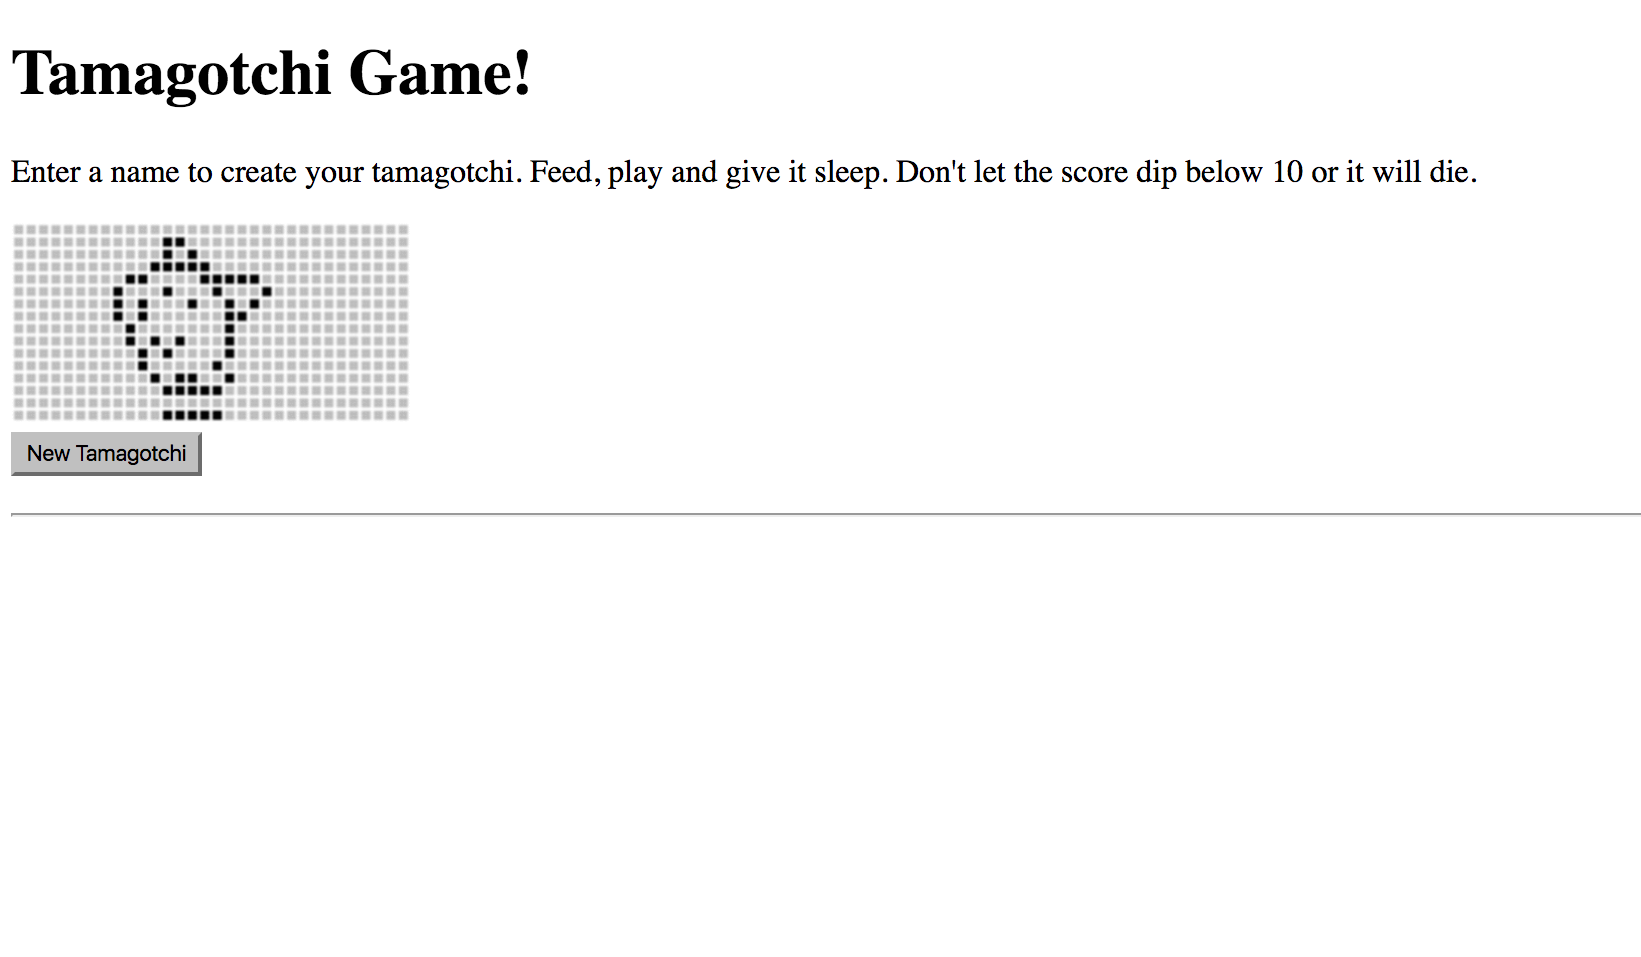 Tamagotchi Game!
Enter a name to create your tamagotchi. Feed, play and give it sleep. Don't let the score dip below 10 or it will die.
New Tamagotchi